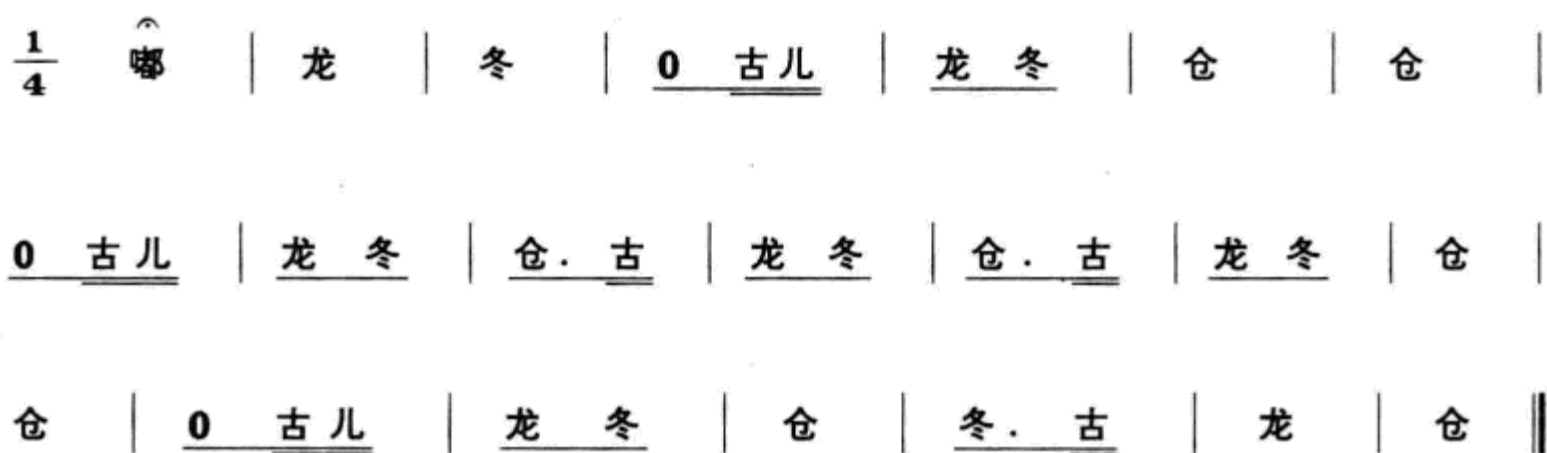 1/4 嘟 | 龙 | 冬 | 0 古儿 | 龙 冬 | 仓 | 仓 |
0 古儿 | 龙 冬 | 仓. 古 | 龙 冬 | 仓. 古 | 龙 冬 | 仓 |
仓 | 0 古儿 | 龙 冬 | 仓 | 冬. 古 | 龙 | 仓 ‖